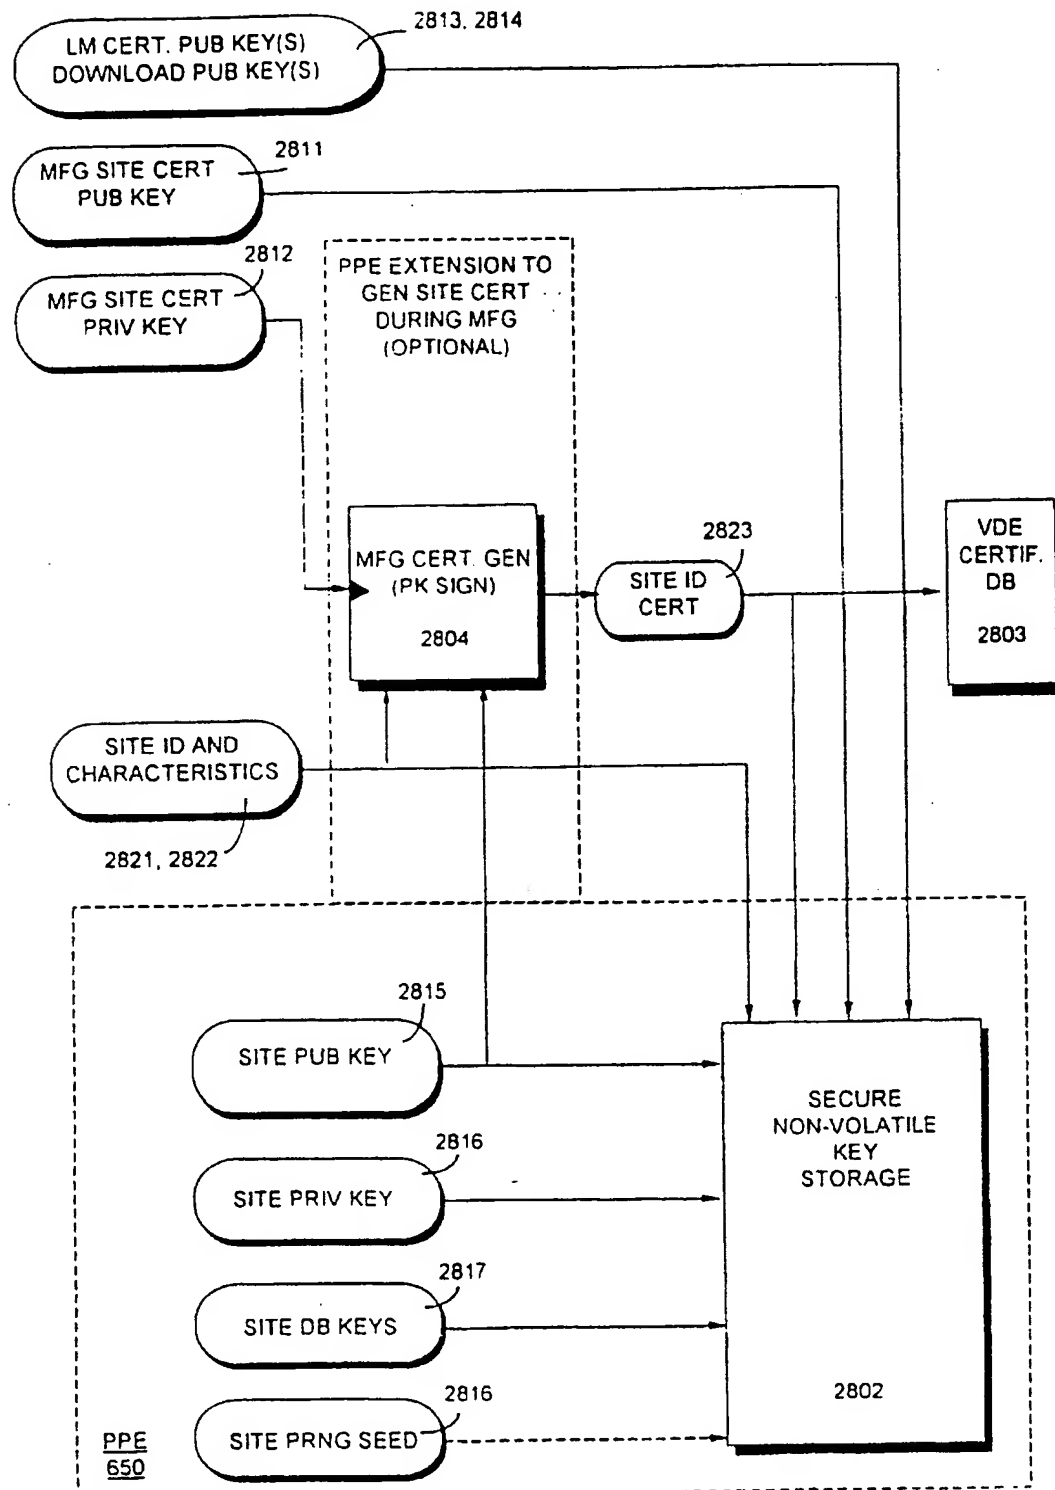 2813, 2814
LM CERT. PUB KEY(S)
DOWNLOAD PUB KEY(S)
2811
MFG SITE CERT
PUB KEY
2812
MFG SITE CERT
PRIV KEY
PPE EXTENSION TO
GEN SITE CERT
DURING MFG
(OPTIONAL)
MFG CERT. GEN
(PK SIGN)
2804
2823
SITE ID
CERT
VDE
CERTIF.
DB
2803
SITE ID AND
CHARACTERISTICS
2821, 2822
2815
SITE PUB KEY
2816
SITE PRIV KEY
2817
SITE DB KEYS
2816
SITE PRNG SEED
SECURE
NON-VOLATILE
KEY
STORAGE
2802
PPE
650